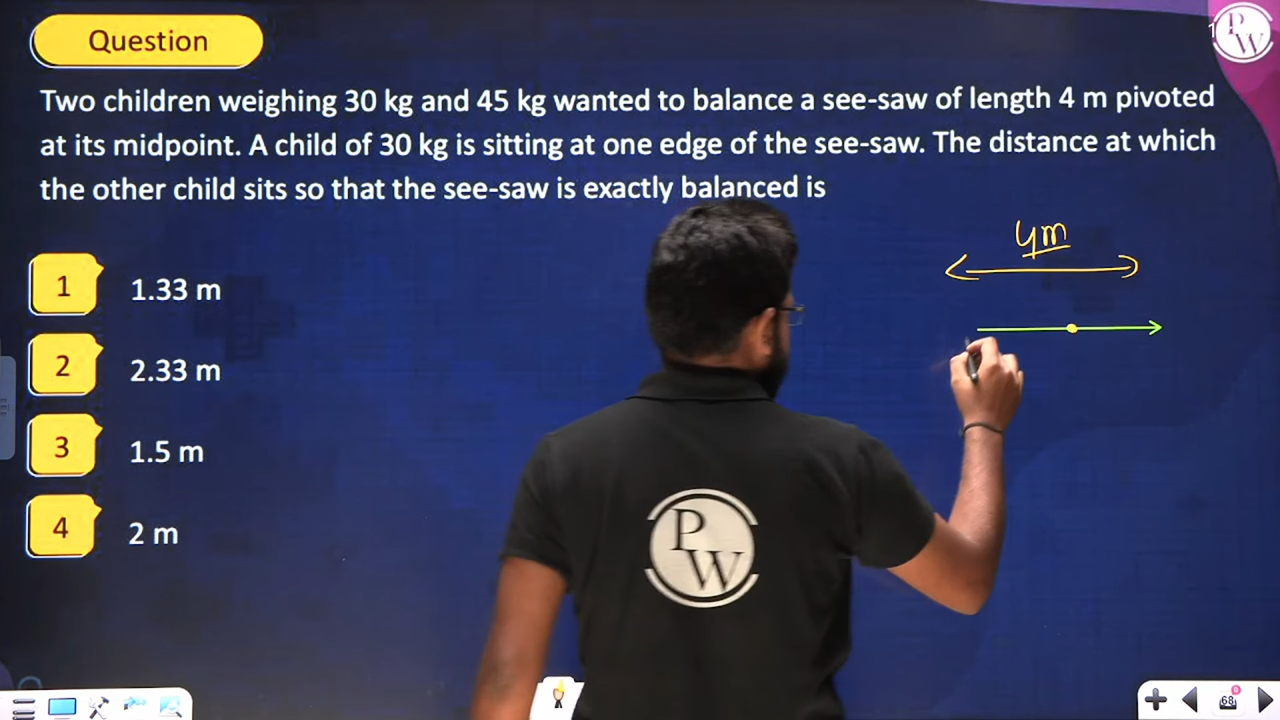 Question
PW
Two children weighing 30 kg and 45 kg wanted to balance a see-saw of length 4 m pivoted
at its midpoint. A child of 30 kg is sitting at one edge of the see-saw. The distance at which
the other child sits so that the see-saw is exactly balanced is
4m
1 1.33 m
2 2.33 m
3 1.5 m
4 2 m
PW
68